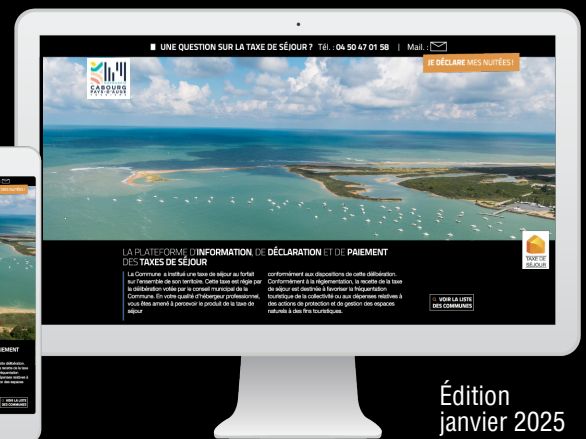 UNE QUESTION SUR LA TAXE DE SÉJOUR ? Tél. : 04 50 47 01 58 | Mail. :
JE DÉCLARE MES NUITÉES !
CABOURG
PAYS D'AUGE
LA PLATEFORME D'INFORMATION, DE DÉCLARATION ET DE PAIEMENT
DES TAXES DE SÉJOUR
La Commune a institué une taxe de séjour au forfait
sur l'ensemble de son territoire. Cette taxe est régie par
la délibération votée par le conseil municipal de la
Commune. En votre qualité d'hébergeur professionnel,
vous êtes amené à percevoir le produit de la taxe de
séjour
conformément aux dispositions de cette délibération.
Conformément à la réglementation, la recette de la taxe
de séjour est destinée à favoriser la fréquentation
touristique de la collectivité ou aux dépenses relatives à
des actions de protection et de gestion des espaces
naturels à des fins touristiques.
TAXE DE
SÉJOUR
VOIR LA LISTE
DES COMMUNES
VOIR LA LISTE
DES COMMUNES
Édition
janvier 2025